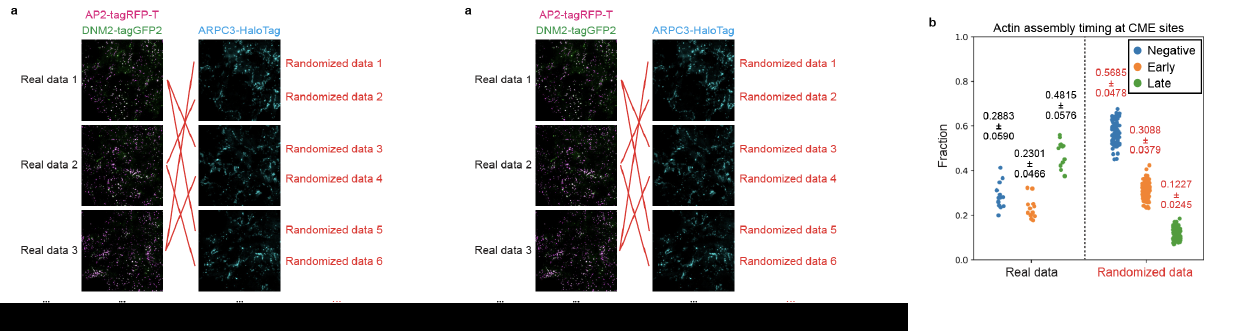 a
AP2-tagRFP-T
DNM2-tagGFP2
ARPC3-HaloTag
Real data 1
Real data 2
Real data 3
Randomized data 1
Randomized data 2
Randomized data 3
Randomized data 4
Randomized data 5
Randomized data 6
... ... ... ...
a
AP2-tagRFP-T
DNM2-tagGFP2
ARPC3-HaloTag
Real data 1
Real data 2
Real data 3
Randomized data 1
Randomized data 2
Randomized data 3
Randomized data 4
Randomized data 5
Randomized data 6
... ... ... ...
b
Actin assembly timing at CME sites
Negative
Early
Late
Fraction
1.0
0.8
0.6
0.4
0.2
0.0
0.2883
±
0.0590
0.2301
±
0.0466
0.4815
±
0.0576
0.5685
±
0.0478
0.3088
±
0.0379
0.1227
±
0.0245
Real data
Randomized data